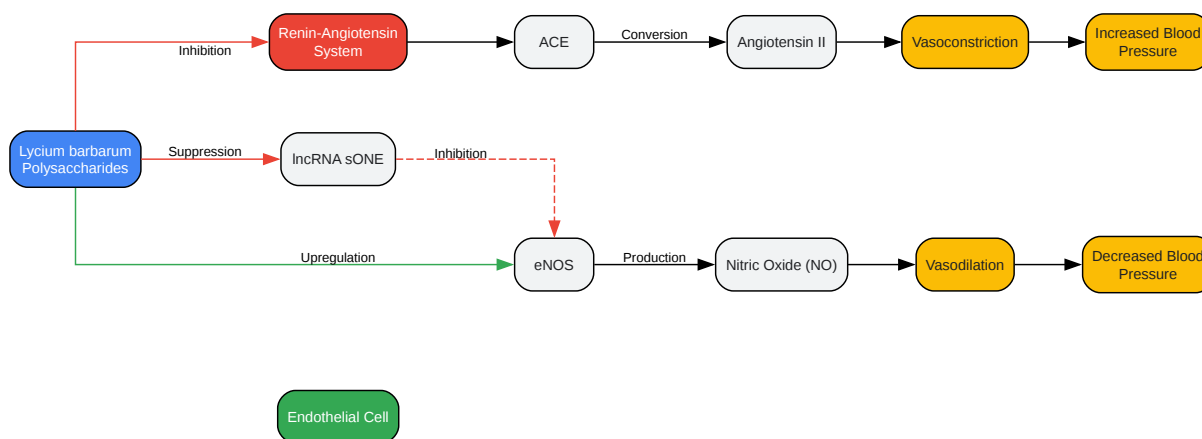 Renin-Angiotensin
System
Inhibition
ACE
Conversion
Angiotensin II
Vasoconstriction
Increased Blood
Pressure
Lycium barbarum
Polysaccharides
Suppression
lncRNA sONE
Inhibition
Upregulation
eNOS
Production
Nitric Oxide (NO)
Vasodilation
Decreased Blood
Pressure
Endothelial Cell